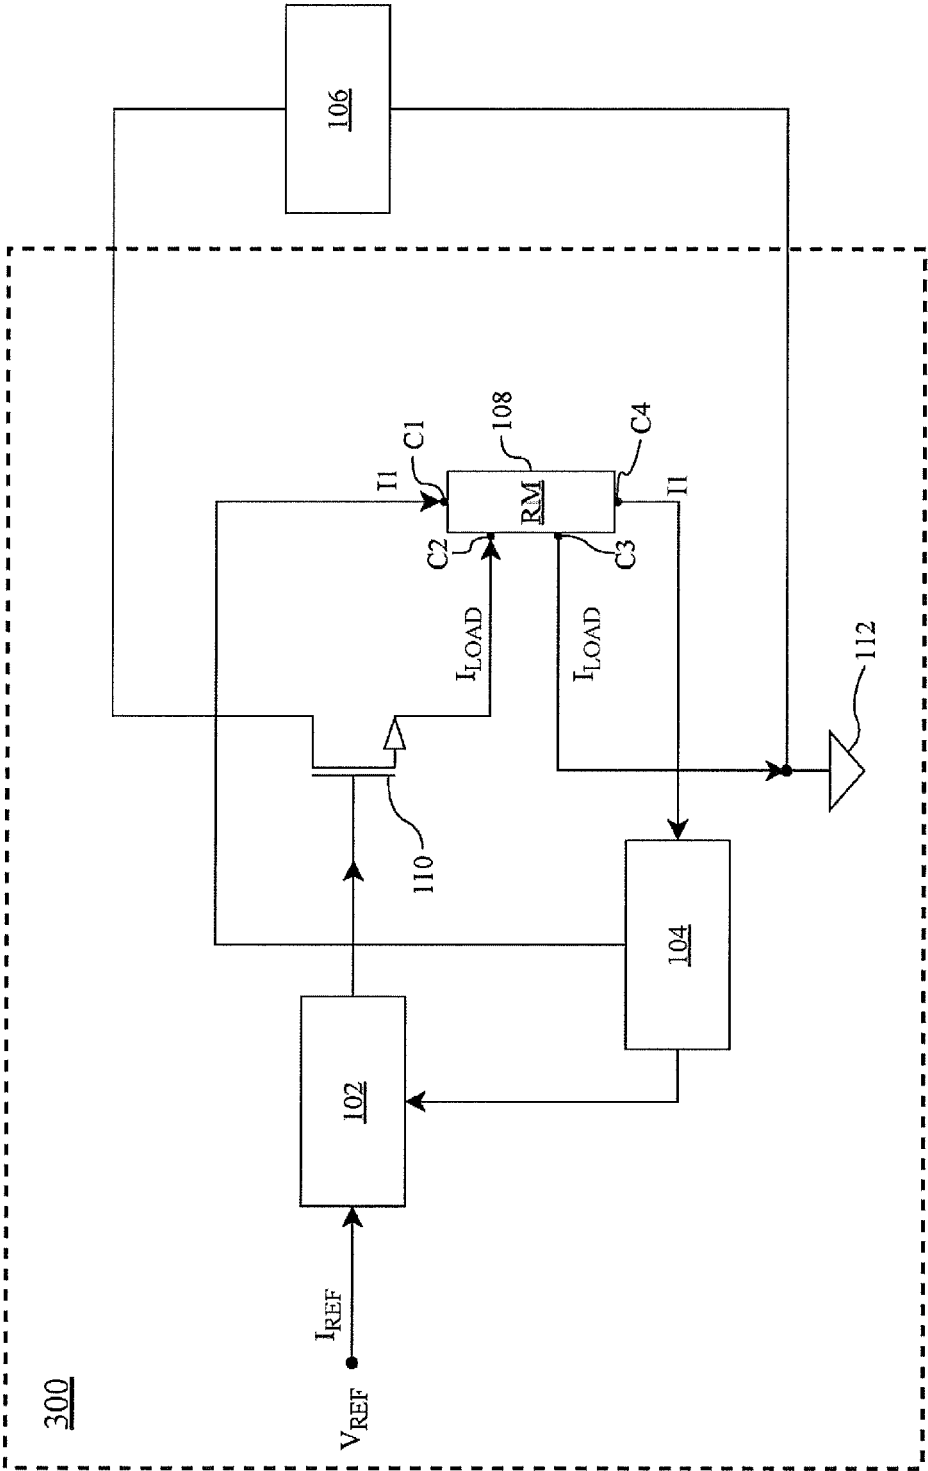 300
V_REF
I_REF
102
104
110
112
I_LOAD
I_LOAD
C2
C3
RM
108
C1
C4
I1
I1
106